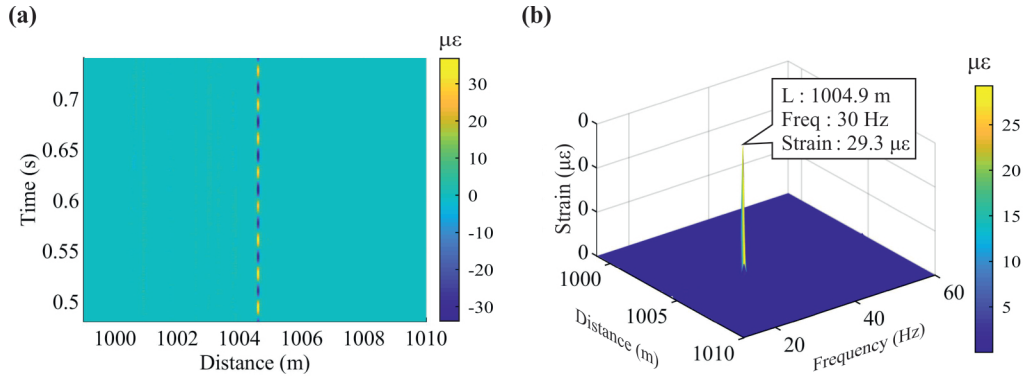 (a)
με
30
20
10
0
-10
-20
-30
0.7
0.65
0.6
0.55
0.5
Time (s)
1000 1002 1004 1006 1008 1010
Distance (m)
(b)
με
25
20
15
10
5
L : 1004.9 m
Freq : 30 Hz
Strain : 29.3 με
0
0
0
0
Strain (με)
1000
1005
1010
Distance (m)
20
40
60
Frequency (Hz)